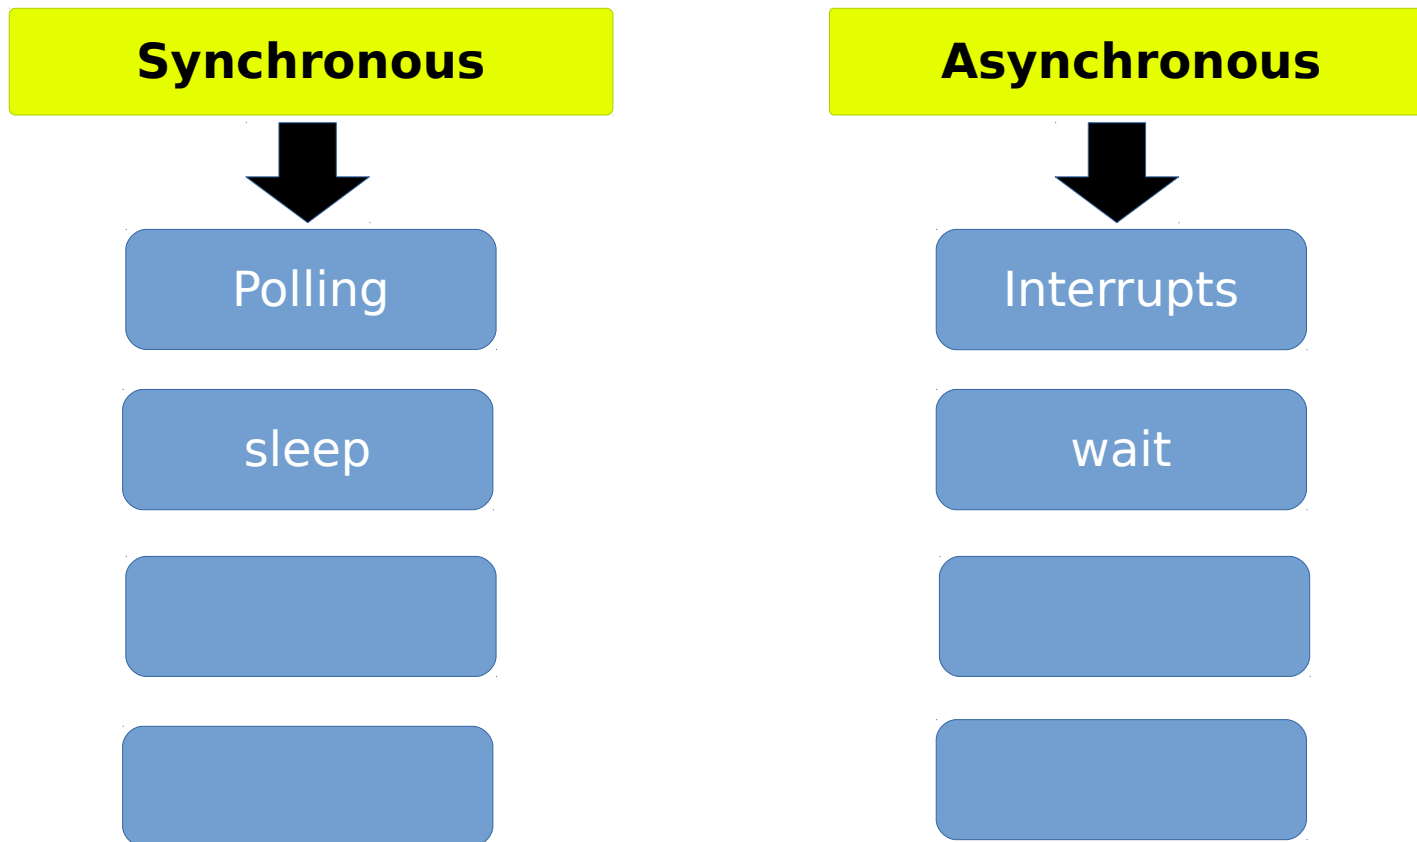 Synchronous
Asynchronous
Polling
Interrupts
sleep
wait